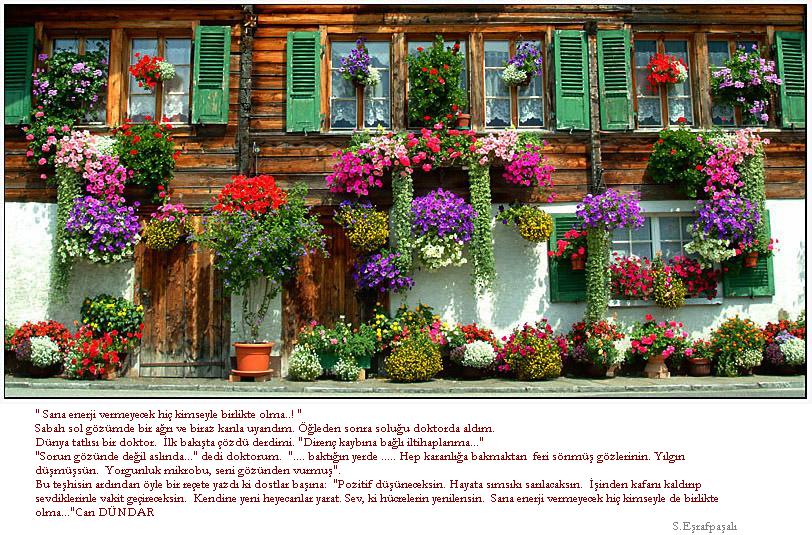 " Sana enerji vermeyecek hiç kimseyle birlikte olma..! "
Sabah sol gözümde bir ağrı ve biraz kanla uyandım. Öğleden sonra soluğu doktorda aldım.
Dünya tatlısı bir doktor. İlk bakışta çözdü derdimi. "Direnç kaybına bağlı iltihaplanma..."
"Sorun gözünde değil aslında..." dedi doktorum. ".... baktığın yerde ..... Hep karanlığa bakmaktan feri sönmüş gözlerinin. Yılgın
düşmüşsün. Yorgunluk mikrobu, seni gözünden vurmuş".
Bu teşhisin ardından öyle bir reçete yazdı ki dostlar başına: "Pozitif düşüneceksin. Hayata sımsıkı sarılacaksın. İşinden kafanı kaldırıp
sevdiklerinle vakit geçireceksin. Kendine yeni heyecanlar yarat. Sev, ki hücrelerin yenilensin. Sana enerji vermeyecek hiç kimseyle de birlikte
olma..."Can DÜNDAR
S.Eşrafpaşalı